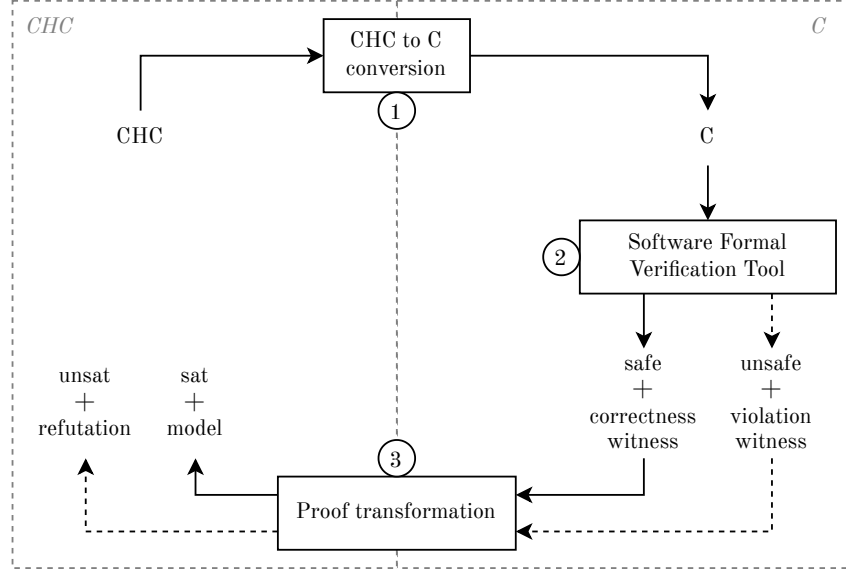 CHC
C
CHC to C
conversion
1
CHC
C
2
Software Formal
Verification Tool
unsat
+
refutation
sat
+
model
safe
+
correctness
witness
unsafe
+
violation
witness
3
Proof transformation